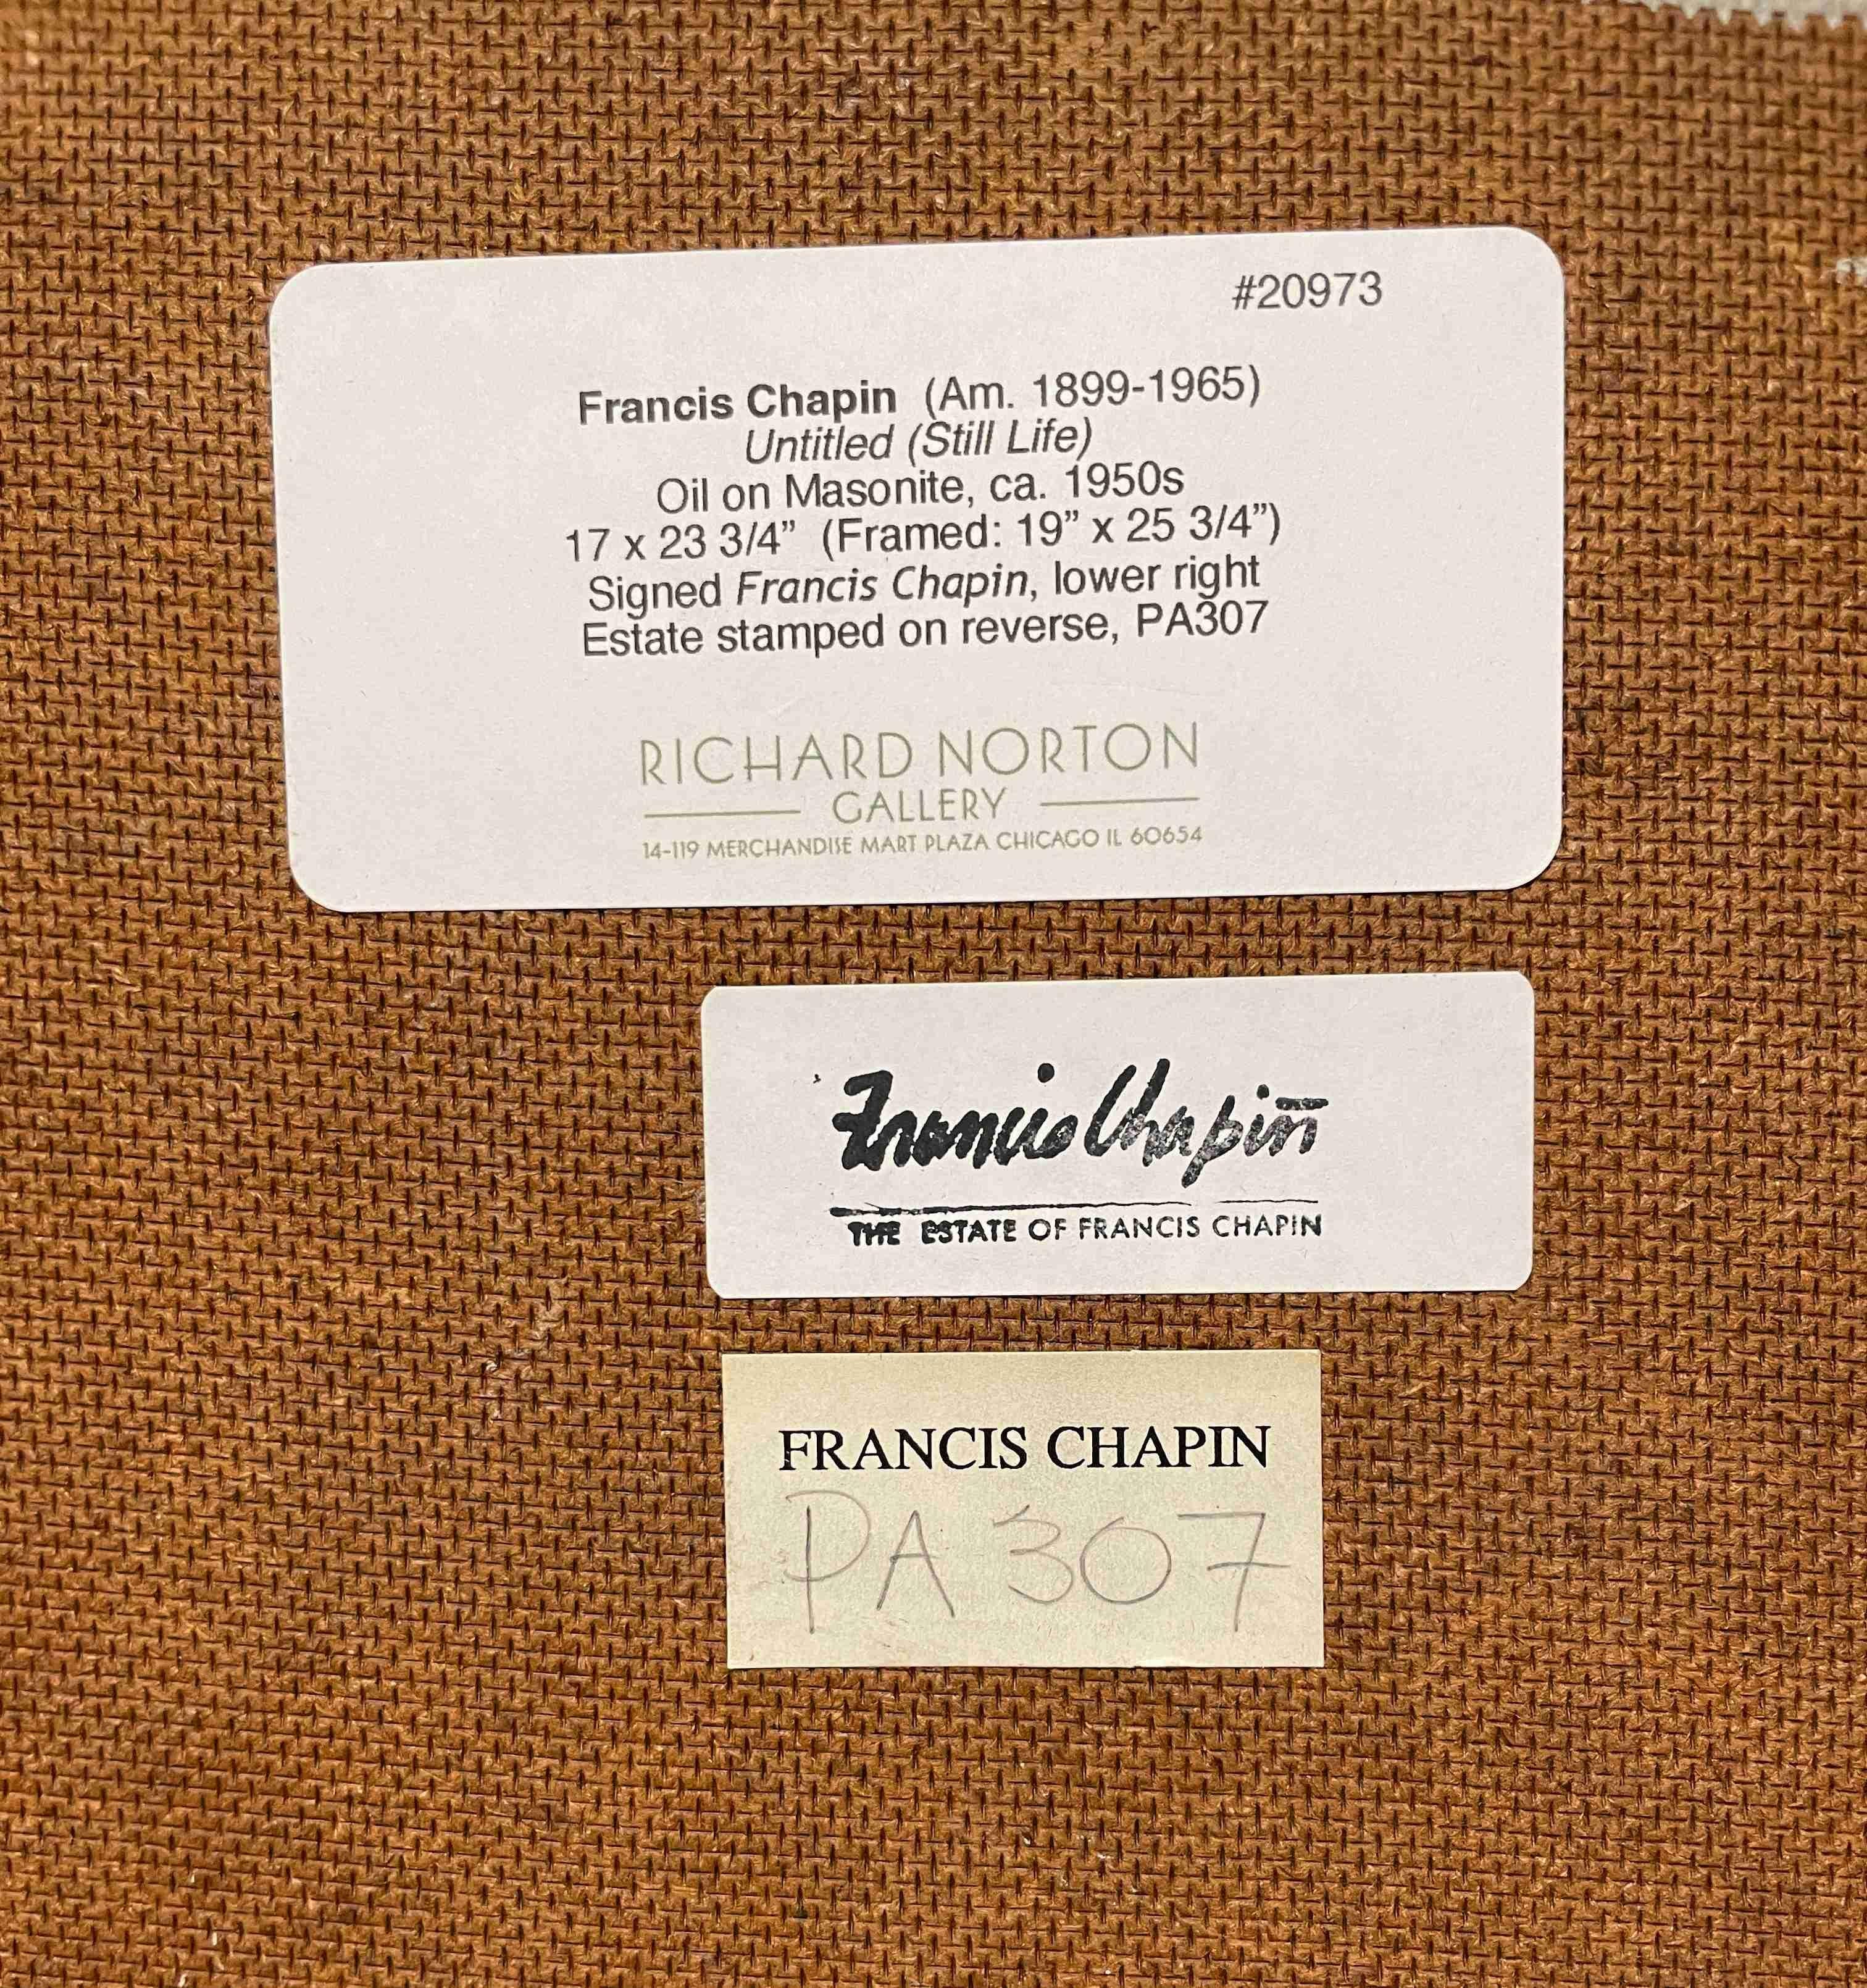 #20973
Francis Chapin (Am. 1899-1965)
Untitled (Still Life)
Oil on Masonite, ca. 1950s
17 x 23 3/4” (Framed: 19” x 25 3/4”)
Signed Francis Chapin, lower right
Estate stamped on reverse, PA307
RICHARD NORTON
GALLERY
14-119 MERCHANDISE MART PLAZA CHICAGO IL 60654
Francis Chapin
THE ESTATE OF FRANCIS CHAPIN
FRANCIS CHAPIN
PA 307